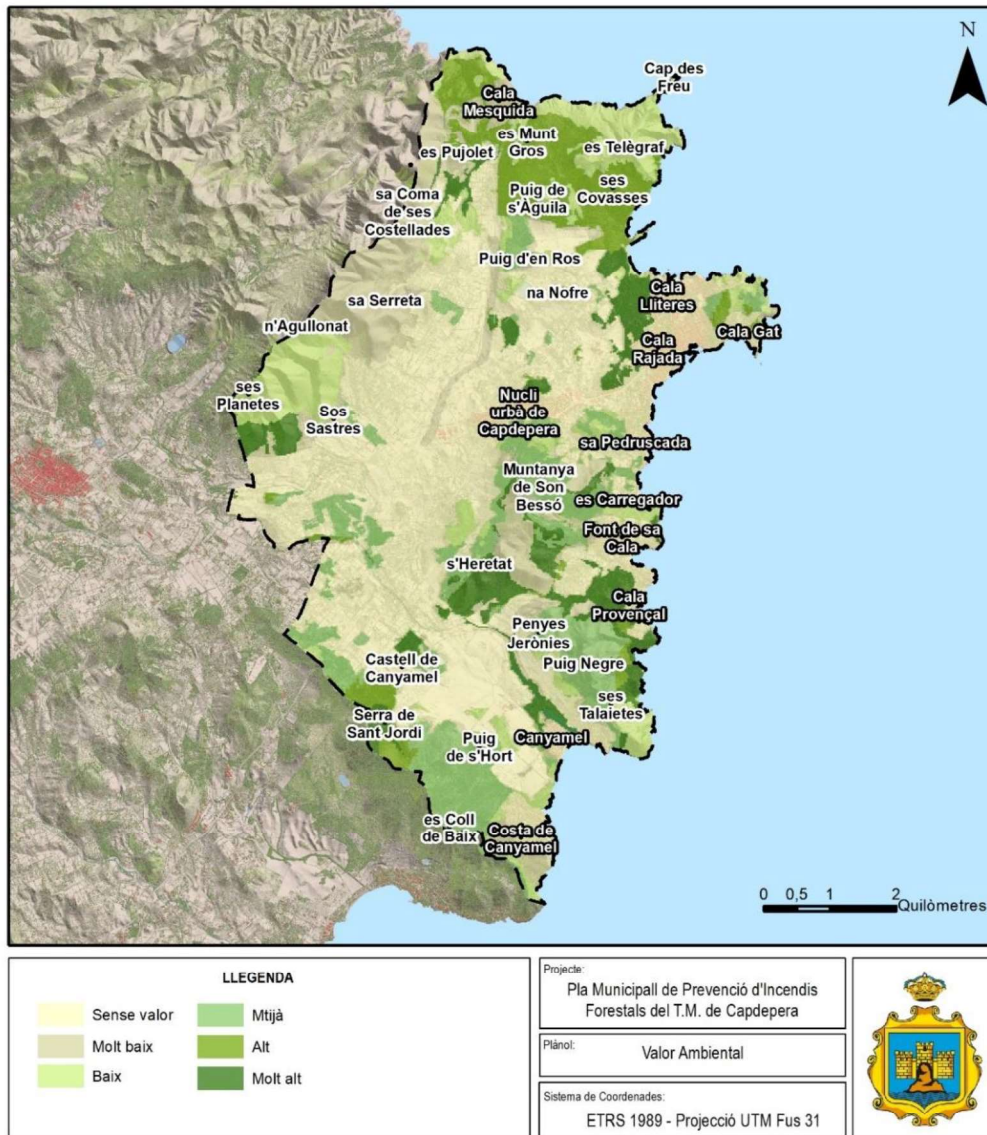 N
Cap des
Freu
Cala
Mesquida
es Munt
Gros
es Pujolet
es Telègraf
ses
Covasses
Puig de
s'Àguila
sa Coma
de ses
Costellades
Puig d'en Ros
na Nofre
Cala
Lliteres
sa Serreta
n'Agullonat
Cala Gat
Cala
Rajada
ses
Planetes
Sos
Sastres
Nucli
urbà de
Capdepera
sa Pedruscada
Muntanya
de Son
Bessó
es Carregador
Font de sa
Cala
s'Heretat
Cala
Provençal
Penyes
Jerònies
Puig Negre
Castell de
Canyamel
ses
Talaietes
Serra de
Sant Jordi
Puig
de s'Hort
Canyamel
es Coll
de Baix
Costa de
Canyamel
0 0,5 1 2
Quilòmetres
LLEGENDA
Sense valor
Molt baix
Baix
Mtijà
Alt
Molt alt
Projecte:
Pla Municipall de Prevenció d'Incendis
Forestals del T.M. de Capdepera
Plánol:
Valor Ambiental
Sistema de Coordenades:
ETRS 1989 - Projecció UTM Fus 31